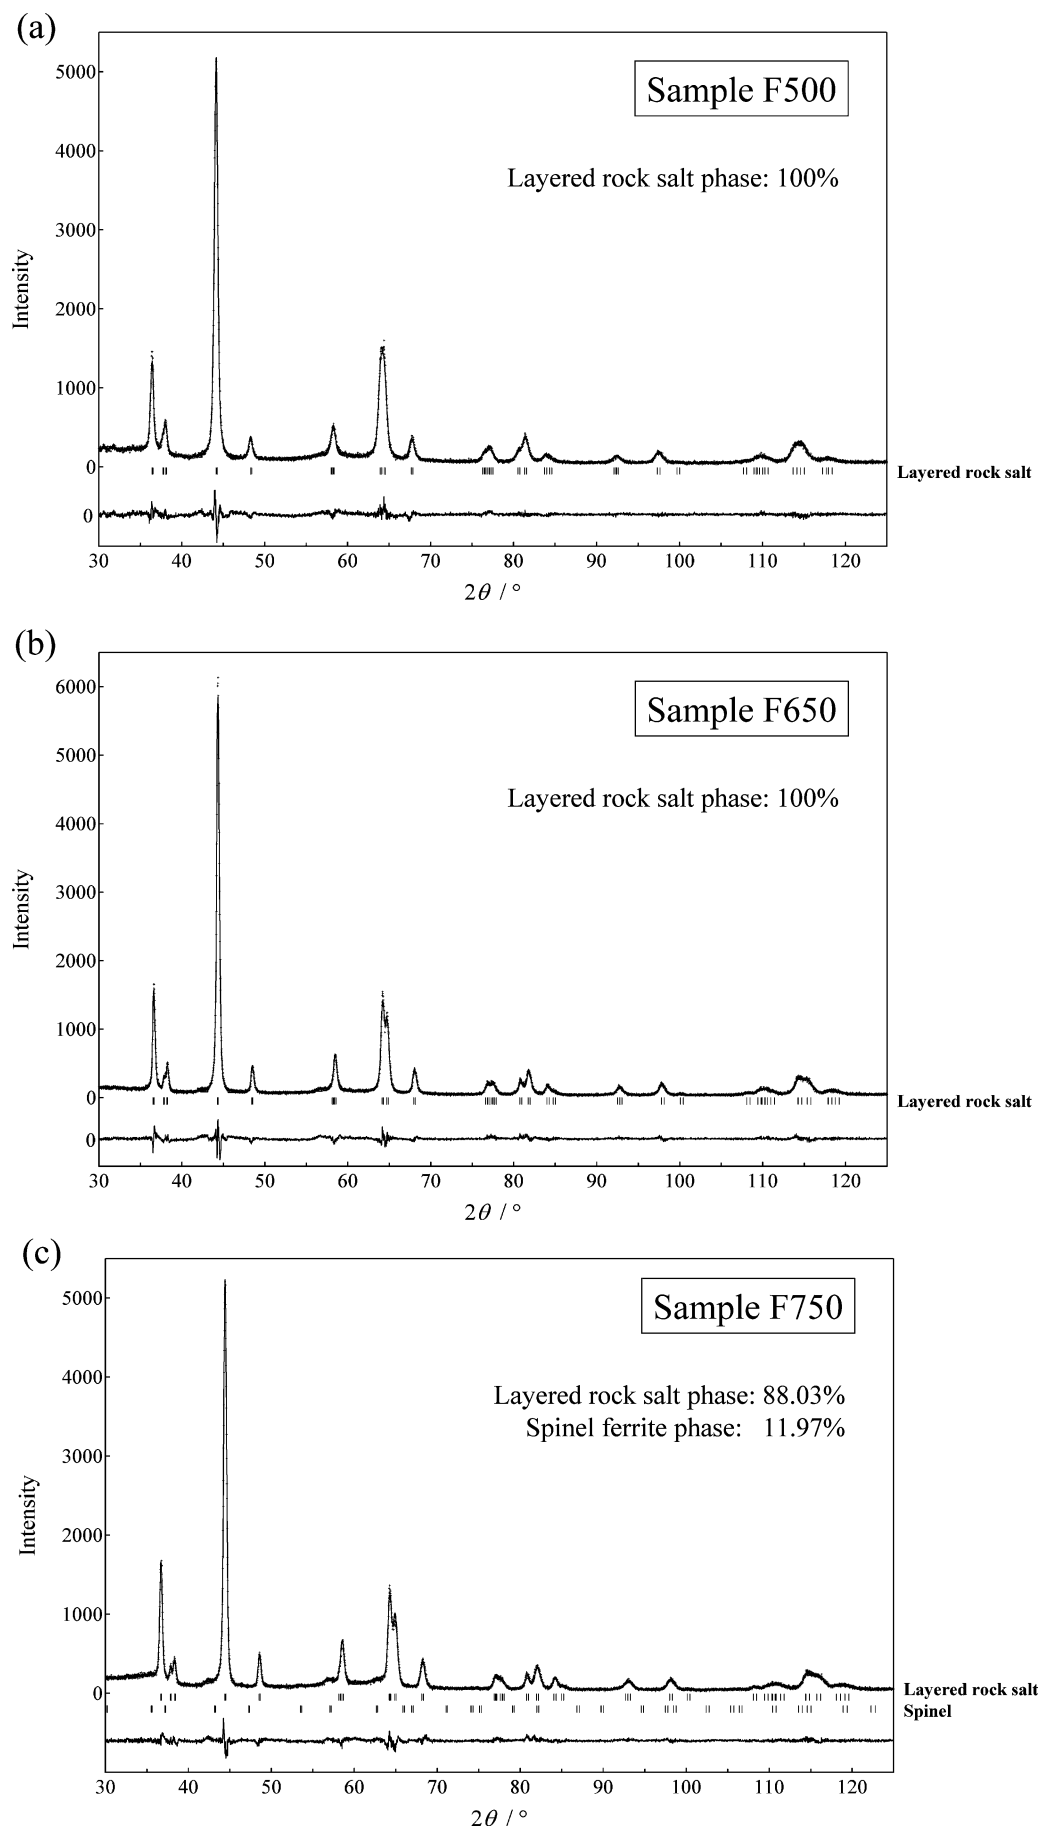 (a)
Sample F500
Layered rock salt phase: 100%
Intensity
5000
4000
3000
2000
1000
0
Layered rock salt
0
30 40 50 60 70 80 90 100 110 120
2θ / °
(b)
Sample F650
Layered rock salt phase: 100%
Intensity
6000
5000
4000
3000
2000
1000
0
Layered rock salt
0
30 40 50 60 70 80 90 100 110 120
2θ / °
(c)
Sample F750
Layered rock salt phase: 88.03%
Spinel ferrite phase: 11.97%
Intensity
5000
4000
3000
2000
1000
0
Layered rock salt
Spinel
0
30 40 50 60 70 80 90 100 110 120
2θ / °